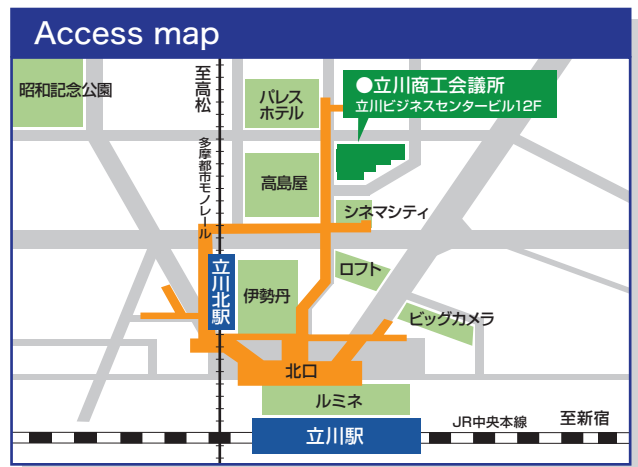 Access map
昭和記念公園
至高松
パレス
ホテル
●立川商工会議所
立川ビジネスセンタービル12F
多摩都市モノレール
高島屋
シネマシティ
立川北駅
伊勢丹
ロフト
ビッグカメラ
北口
ルミネ
立川駅
JR中央本線
至新宿